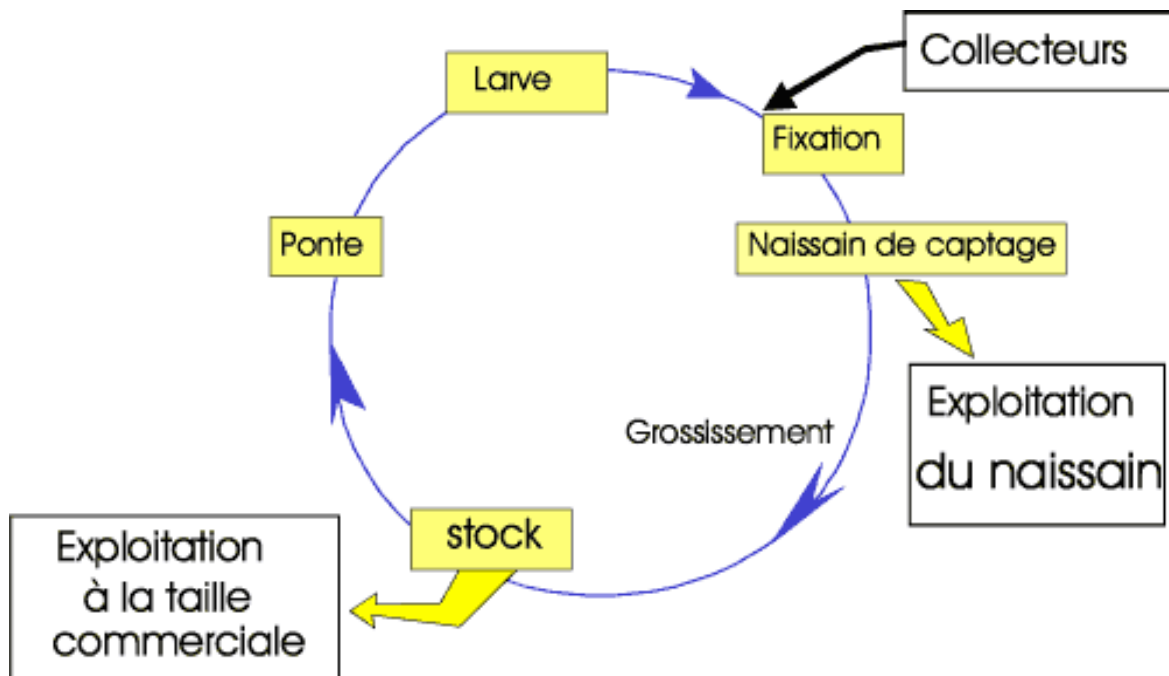 Collecteurs
Larve
Fixation
Ponte
Naissain de captage
Exploitation
du naissain
Grossissement
stock
Exploitation
à la taille
commerciale